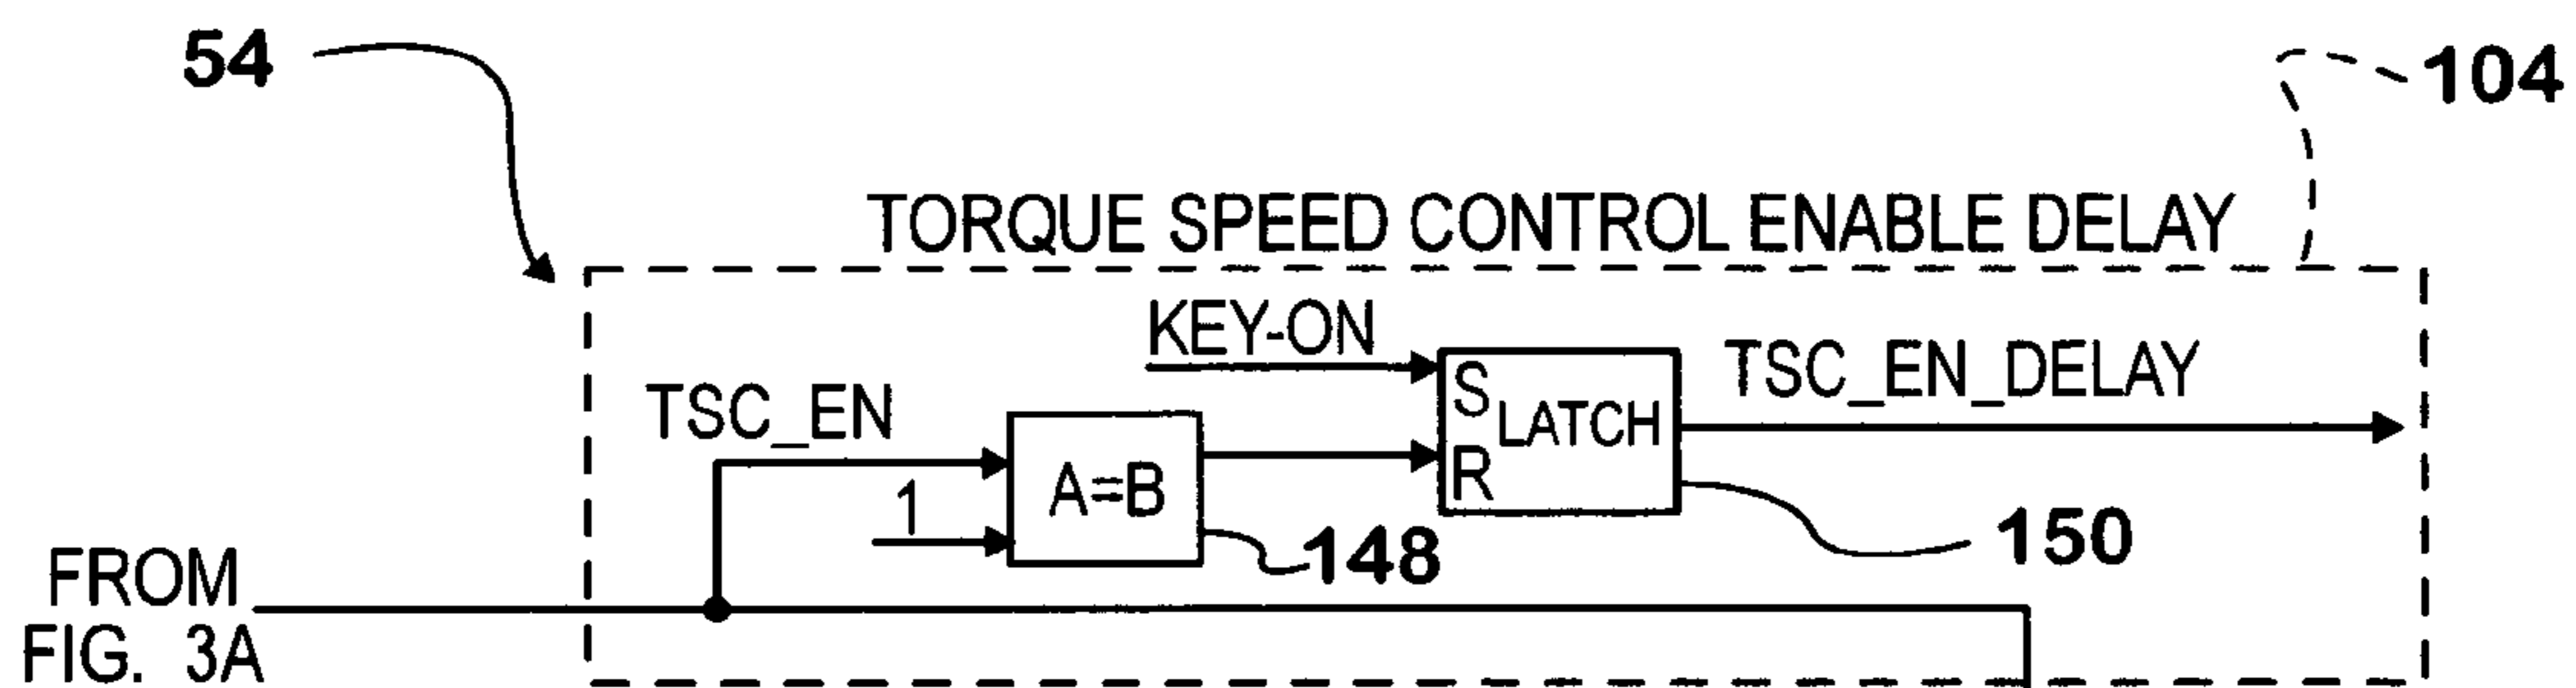 54
104
TORQUE SPEED CONTROL ENABLE DELAY
KEY-ON
TSC_EN
S
LATCH
R
TSC_EN_DELAY
1
A=B
148
150
FROM
FIG. 3A